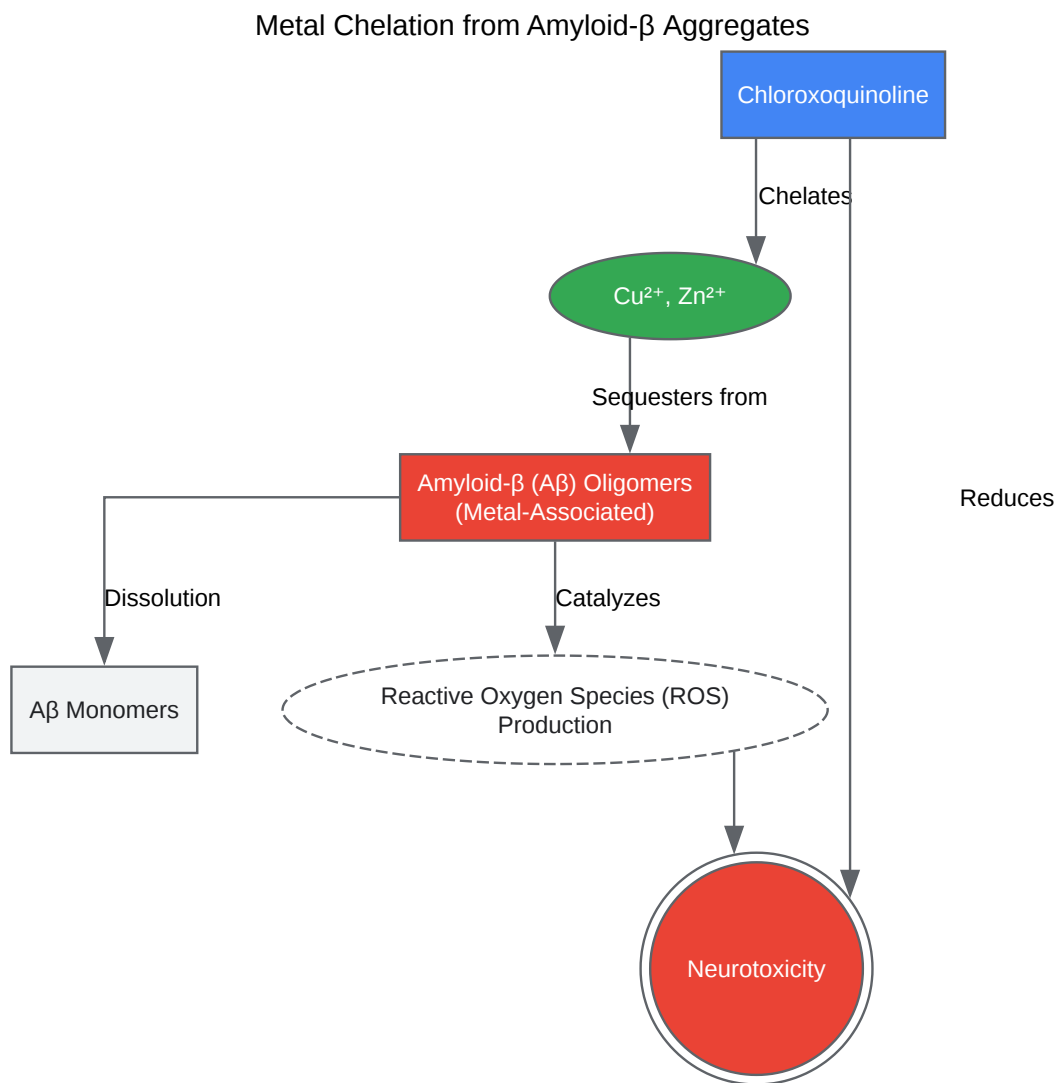 Metal Chelation from Amyloid-β Aggregates
Chloroxoquinoline
Chelates
Cu²⁺, Zn²⁺
Sequesters from
Amyloid-β (Aβ) Oligomers
(Metal-Associated)
Reduces
Dissolution
Catalyzes
Aβ Monomers
Reactive Oxygen Species (ROS)
Production
Neurotoxicity